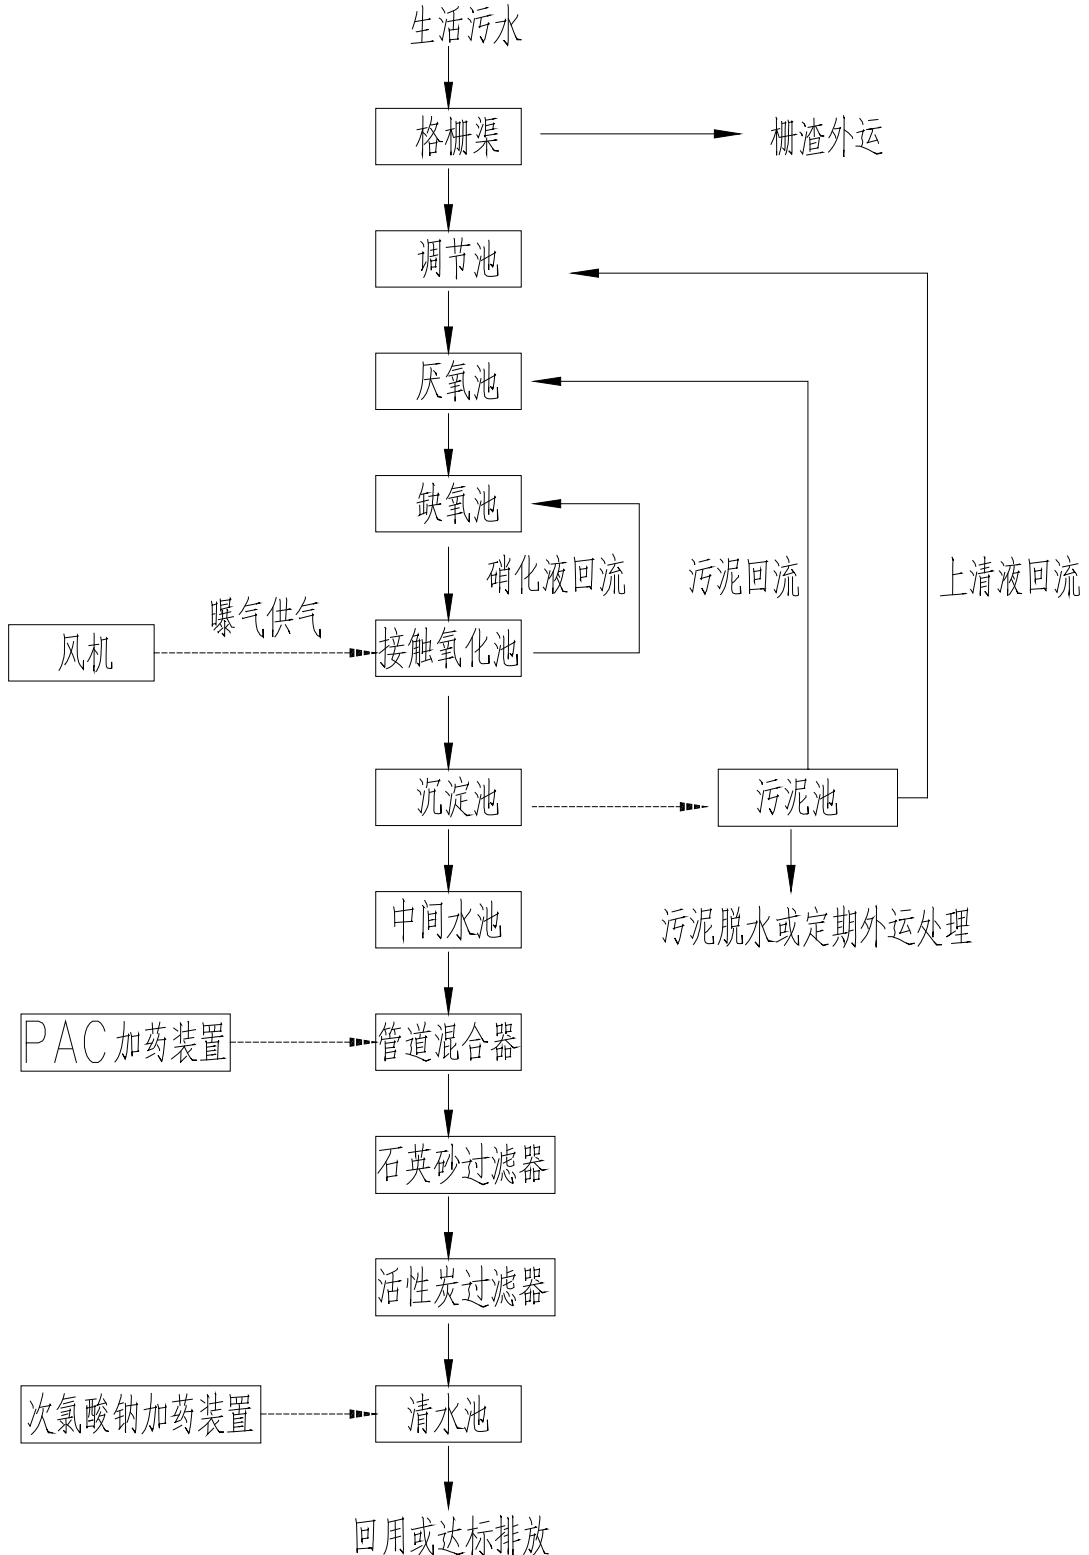 生活污水
格栅渠
栅渣外运
调节池
厌氧池
缺氧池
硝化液回流
污泥回流
上清液回流
曝气供气
风机
接触氧化池
沉淀池
污泥池
中间水池
污泥脱水或定期外运处理
PAC加药装置
管道混合器
石英砂过滤器
活性炭过滤器
次氯酸钠加药装置
清水池
回用或达标排放